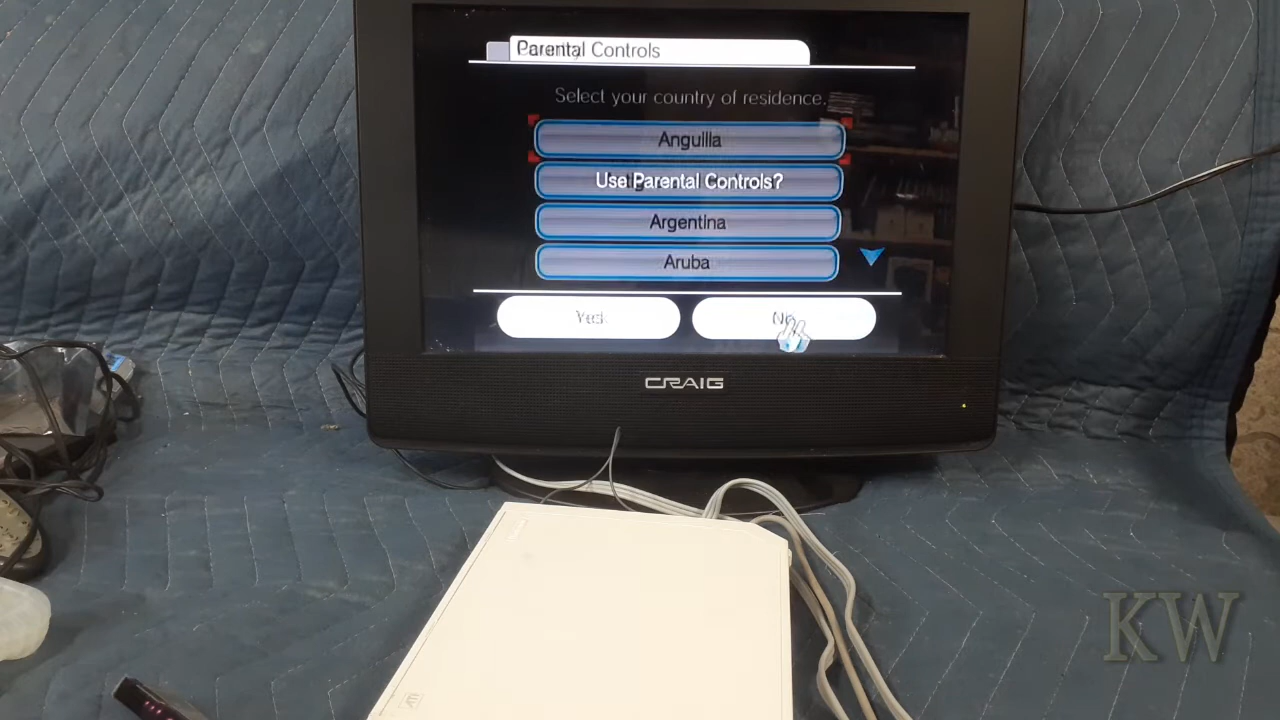 Parental Controls
Select your country of residence.
Anguilla
Use Parental Controls?
Argentina
Aruba
Yes
No
CRAIG
KW